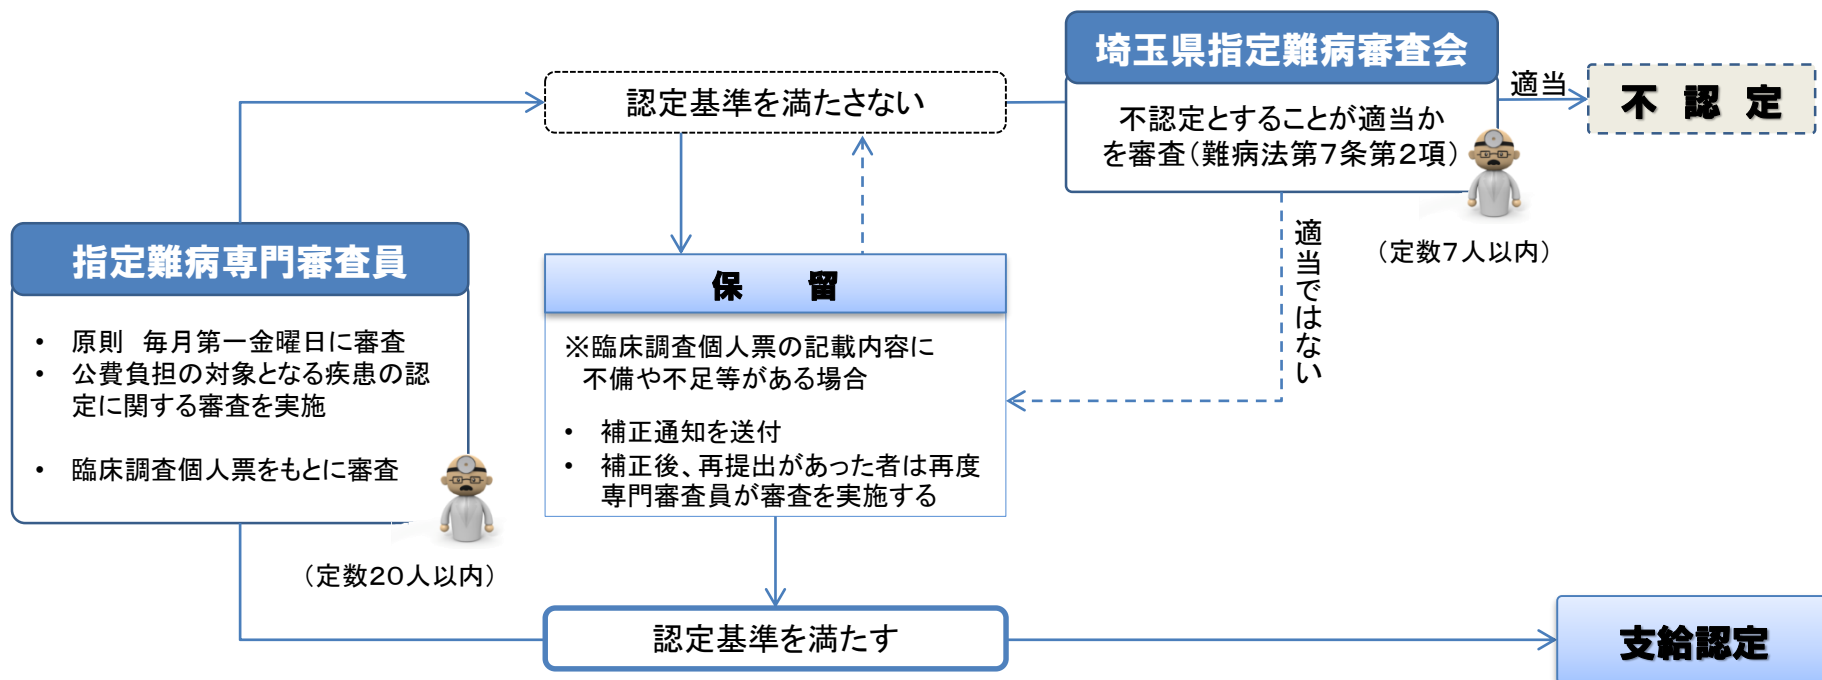 埼玉県指定難病審査会
不認定とすることが適当か
を審査（難病法第７条第２項）
（定数７人以内）
適当
不 認 定
適当ではない
認定基準を満たさない
指定難病専門審査員
• 原則　毎月第一金曜日に審査
• 公費負担の対象となる疾患の認
定に関する審査を実施
• 臨床調査個人票をもとに審査
（定数２０人以内）
保　留
※臨床調査個人票の記載内容に
不備や不足等がある場合
• 補正通知を送付
• 補正後、再提出があった者は再度
専門審査員が審査を実施する
認定基準を満たす
支給認定